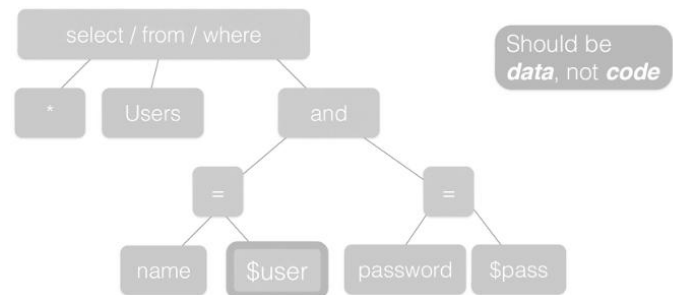 select / from / where
Should be
data, not code
*
Users
and
=
=
name
$user
password
$pass